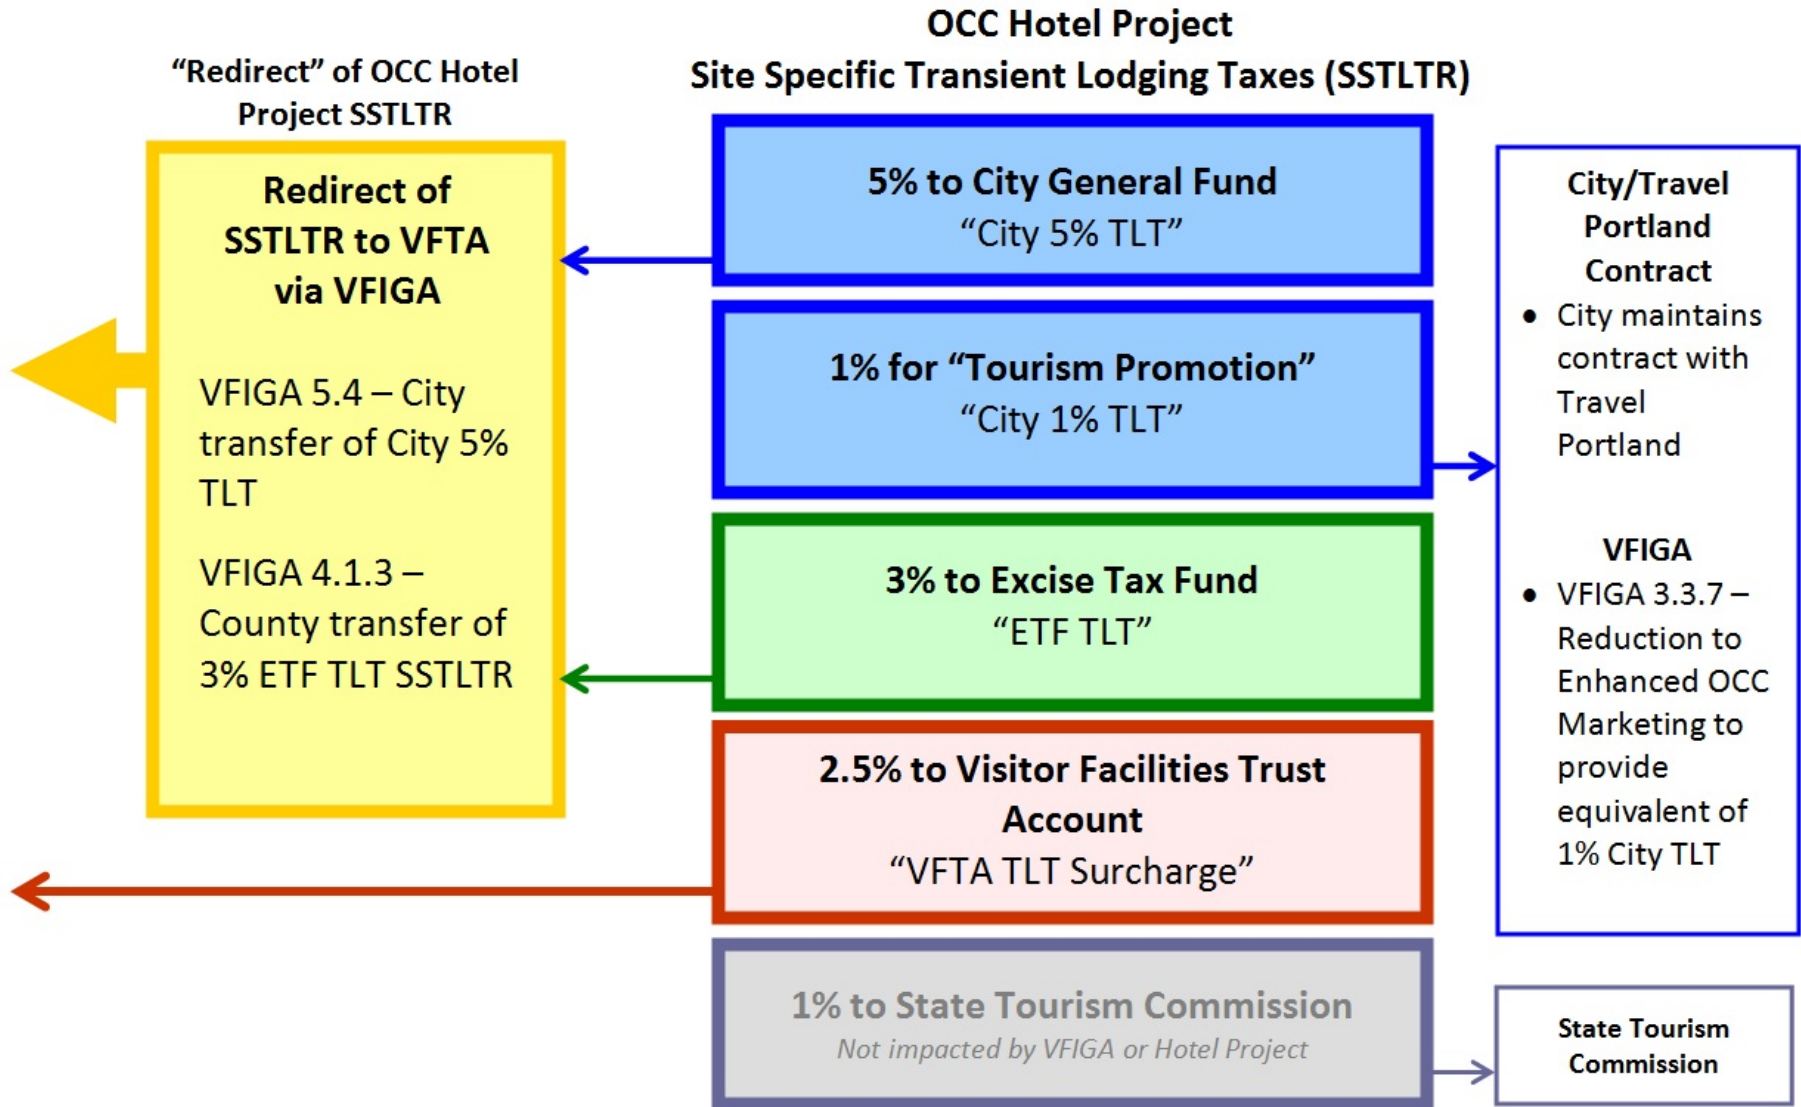 OCC Hotel Project
Site Specific Transient Lodging Taxes (SSTLTR)
“Redirect” of OCC Hotel
Project SSTLTR
Redirect of
SSTLTR to VFTA
via VFIGA
VFIGA 5.4 – City
transfer of City 5%
TLT
VFIGA 4.1.3 –
County transfer of
3% ETF TLT SSTLTR
5% to City General Fund
“City 5% TLT”
1% for “Tourism Promotion”
“City 1% TLT”
3% to Excise Tax Fund
“ETF TLT”
2.5% to Visitor Facilities Trust
Account
“VFTA TLT Surcharge”
1% to State Tourism Commission
Not impacted by VFIGA or Hotel Project
City/Travel
Portland
Contract
• City maintains
contract with
Travel
Portland
VFIGA
• VFIGA 3.3.7 –
Reduction to
Enhanced OCC
Marketing to
provide
equivalent of
1% City TLT
State Tourism
Commission